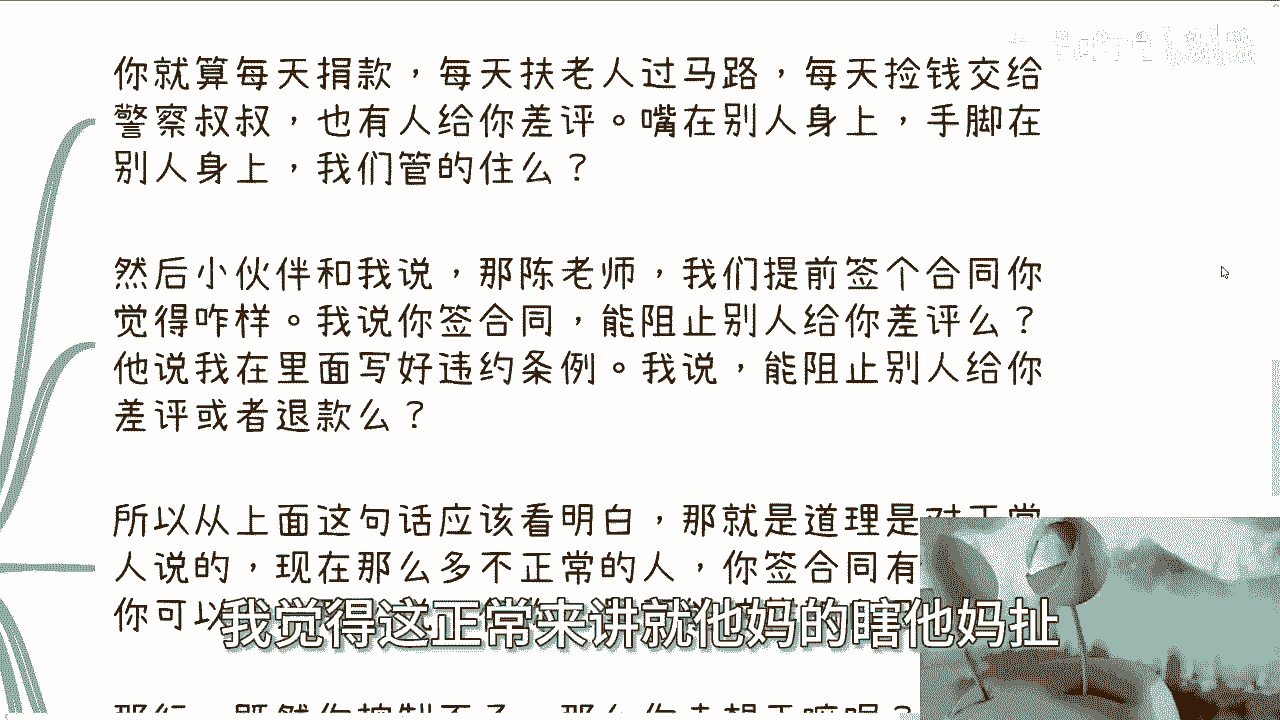 你就算每天捐款，每天扶老人过马路，每天捡钱交给
警察叔叔，也有人给你差评。嘴在别人身上，手脚在
别人身上，我们管的住么？
然后小伙伴和我说，那陈老师，我们提前签个合同你
觉得咋样。我说你签合同，能阻止别人给你差评么？
他说我在里面写好违约条例。我说，能阻止别人给你
差评或者退款么？
所以从上面这句话应该看明白，那就是道理是对正常
人说的，现在那么多不正常的人，你签合同有
你可以
我觉得这正常来讲就他妈的瞎他妈扯